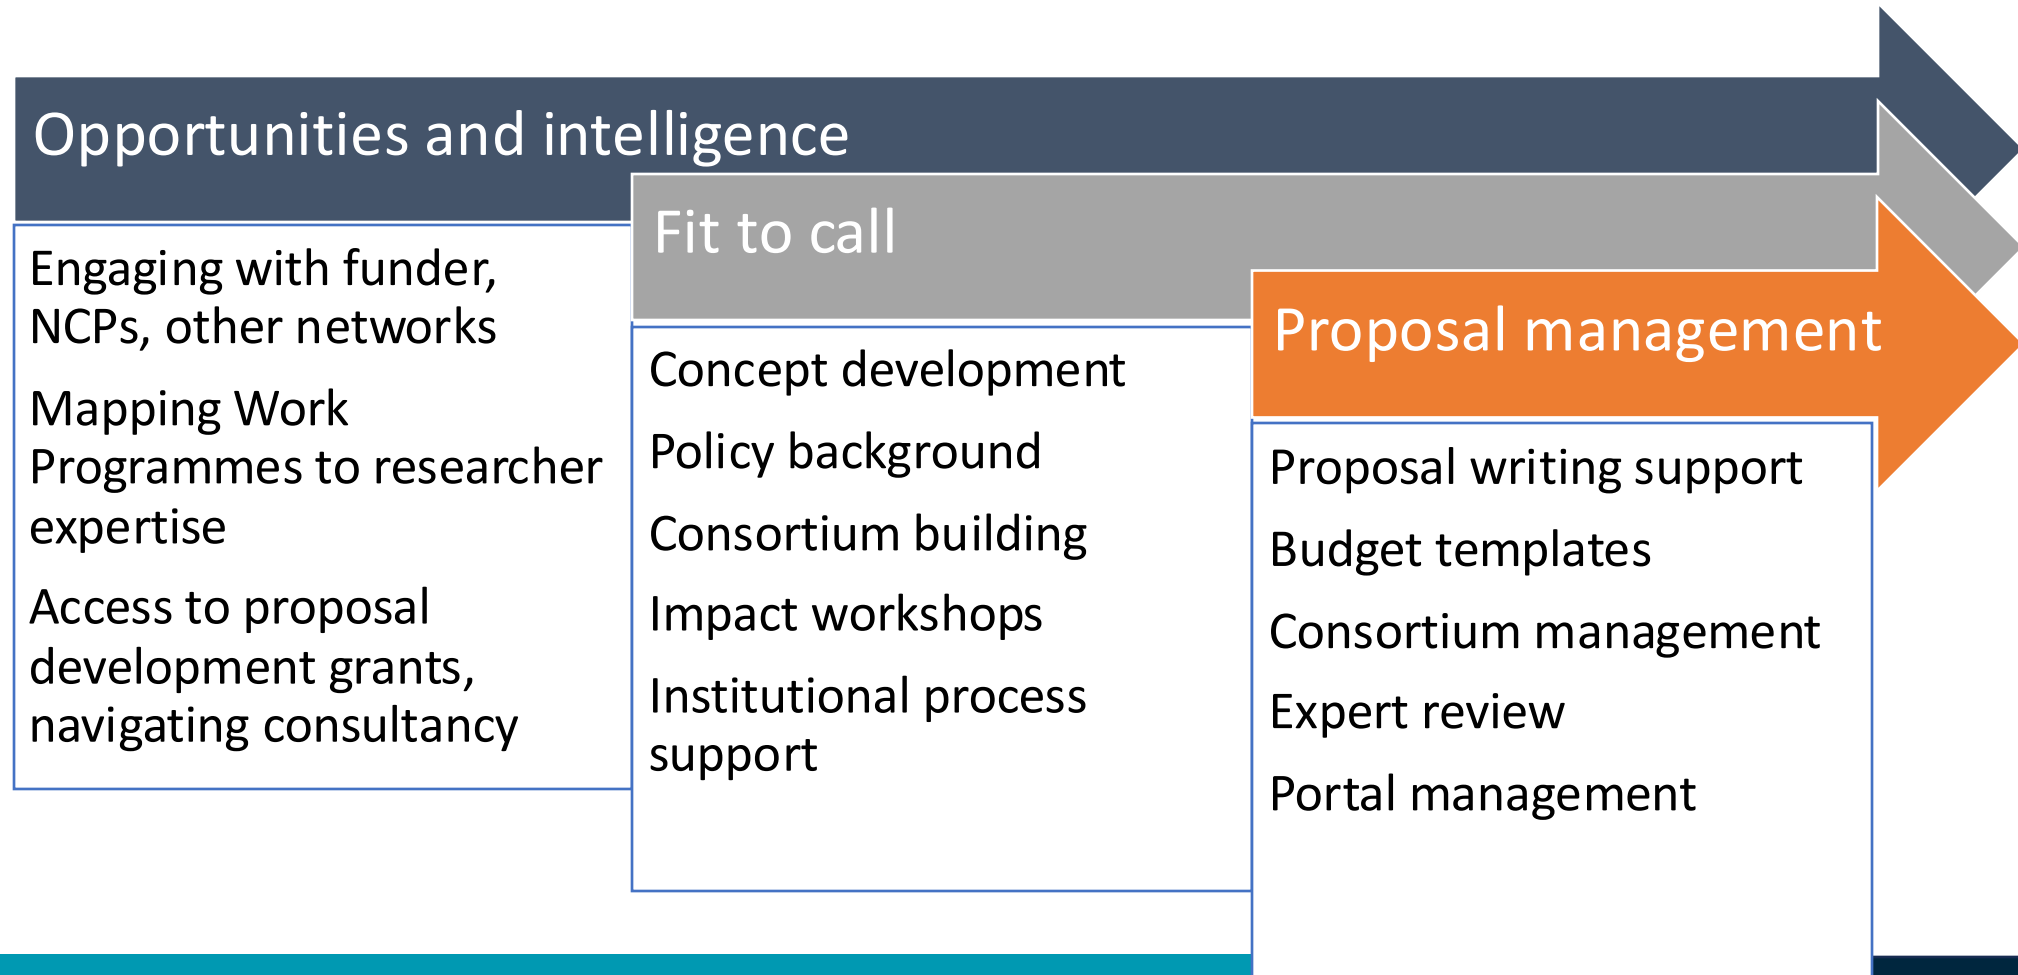 Opportunities and intelligence
Engaging with funder,
NCPs, other networks
Mapping Work
Programmes to researcher
expertise
Access to proposal
development grants,
navigating consultancy
Fit to call
Concept development
Policy background
Consortium building
Impact workshops
Institutional process
support
Proposal management
Proposal writing support
Budget templates
Consortium management
Expert review
Portal management